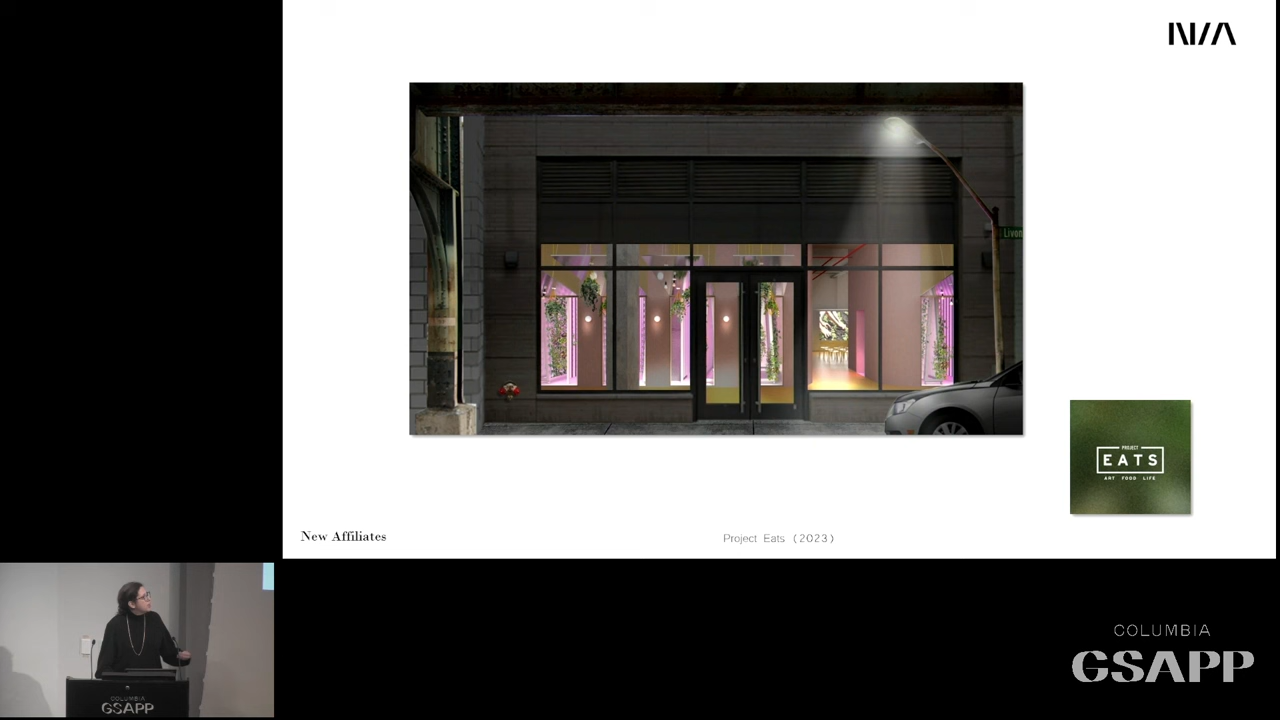 N/A
Livon
PROJECT
EATS
ART FOOD LIFE
New Affiliates
Project Eats (2023)
COLUMBIA
GSAPP
COLUMBIA
GSAPP